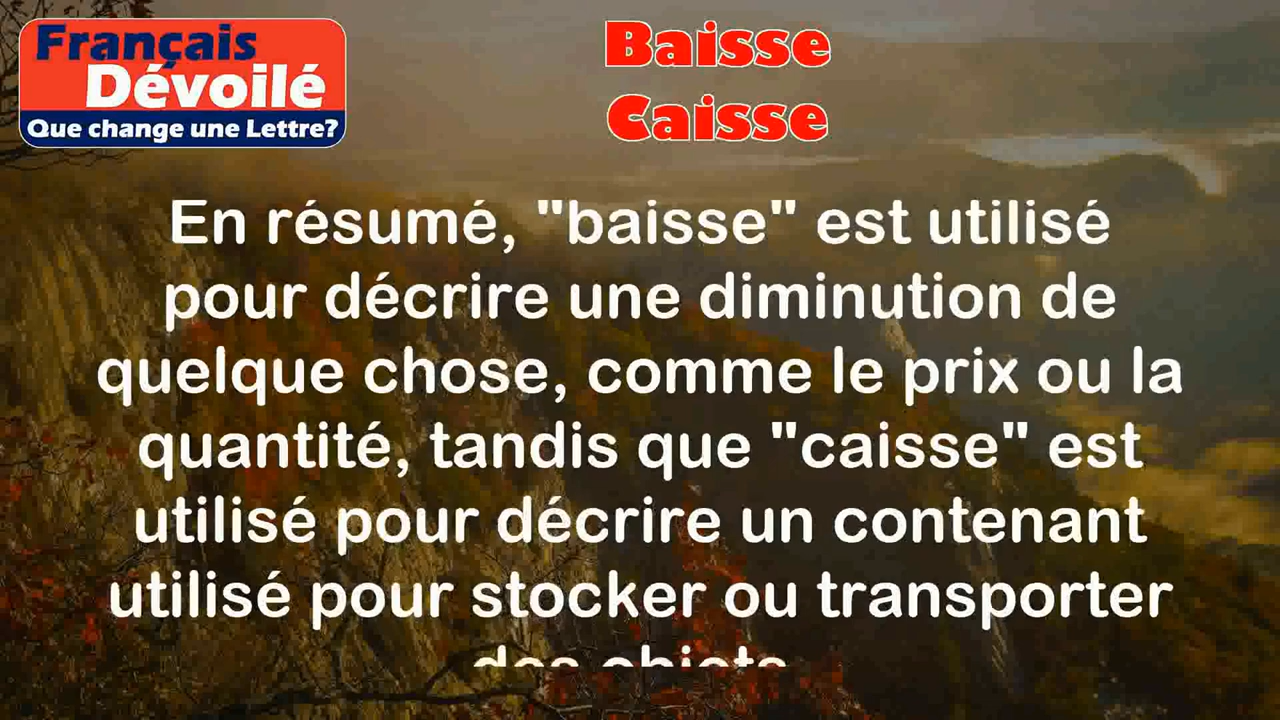 Français
Dévoilé
Que change une Lettre?
Baisse
Caisse
En résumé, "baisse" est utilisé
pour décrire une diminution de
quelque chose, comme le prix ou la
quantité, tandis que "caisse" est
utilisé pour décrire un contenant
utilisé pour stocker ou transporter
des objets